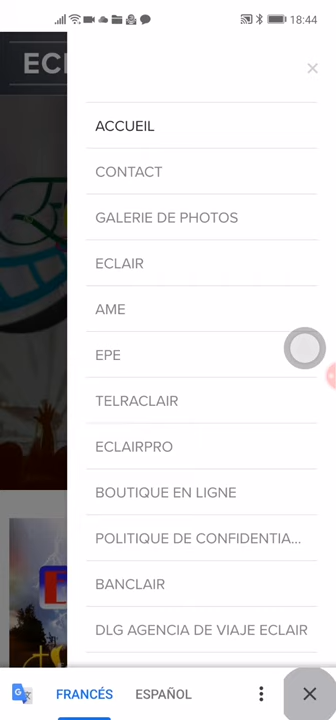 18:44
ECL
ACCUEIL
CONTACT
GALERIE DE PHOTOS
ECLAIR
AME
EPE
TELRACLAIR
ECLAIRPRO
BOUTIQUE EN LIGNE
POLITIQUE DE CONFIDENTIA...
BANCLAIR
DLG AGENCIA DE VIAJE ECLAIR
FRANCÉS ESPAÑOL